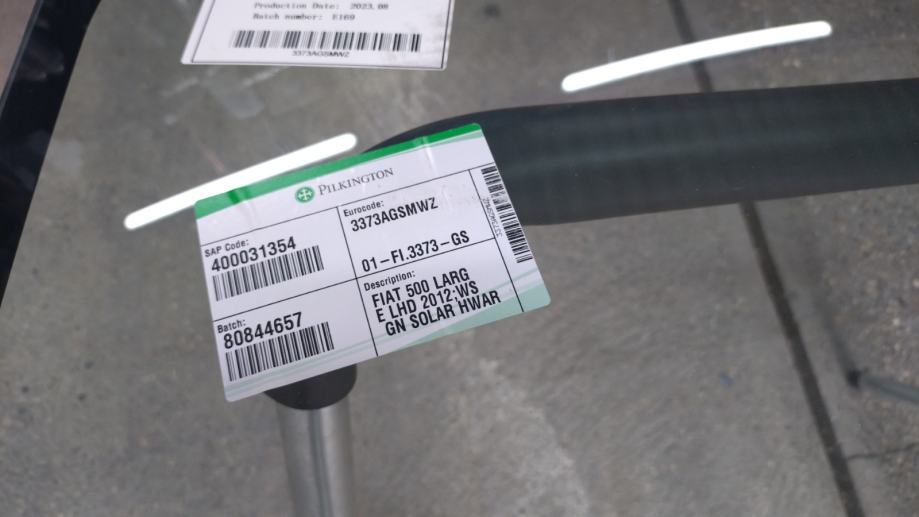 Production Date: 2023.08
Batch number: E169
3373AGSMWZ
PILKINGTON
SAP Code:
400031354
Eurocode:
3373AGSMWZ
01-FI.3373-GS
Batch:
80844657
Description:
FIAT 500 LARG
E LHD 2012;WS
GN SOLAR HWAR
3373AGSMWZ